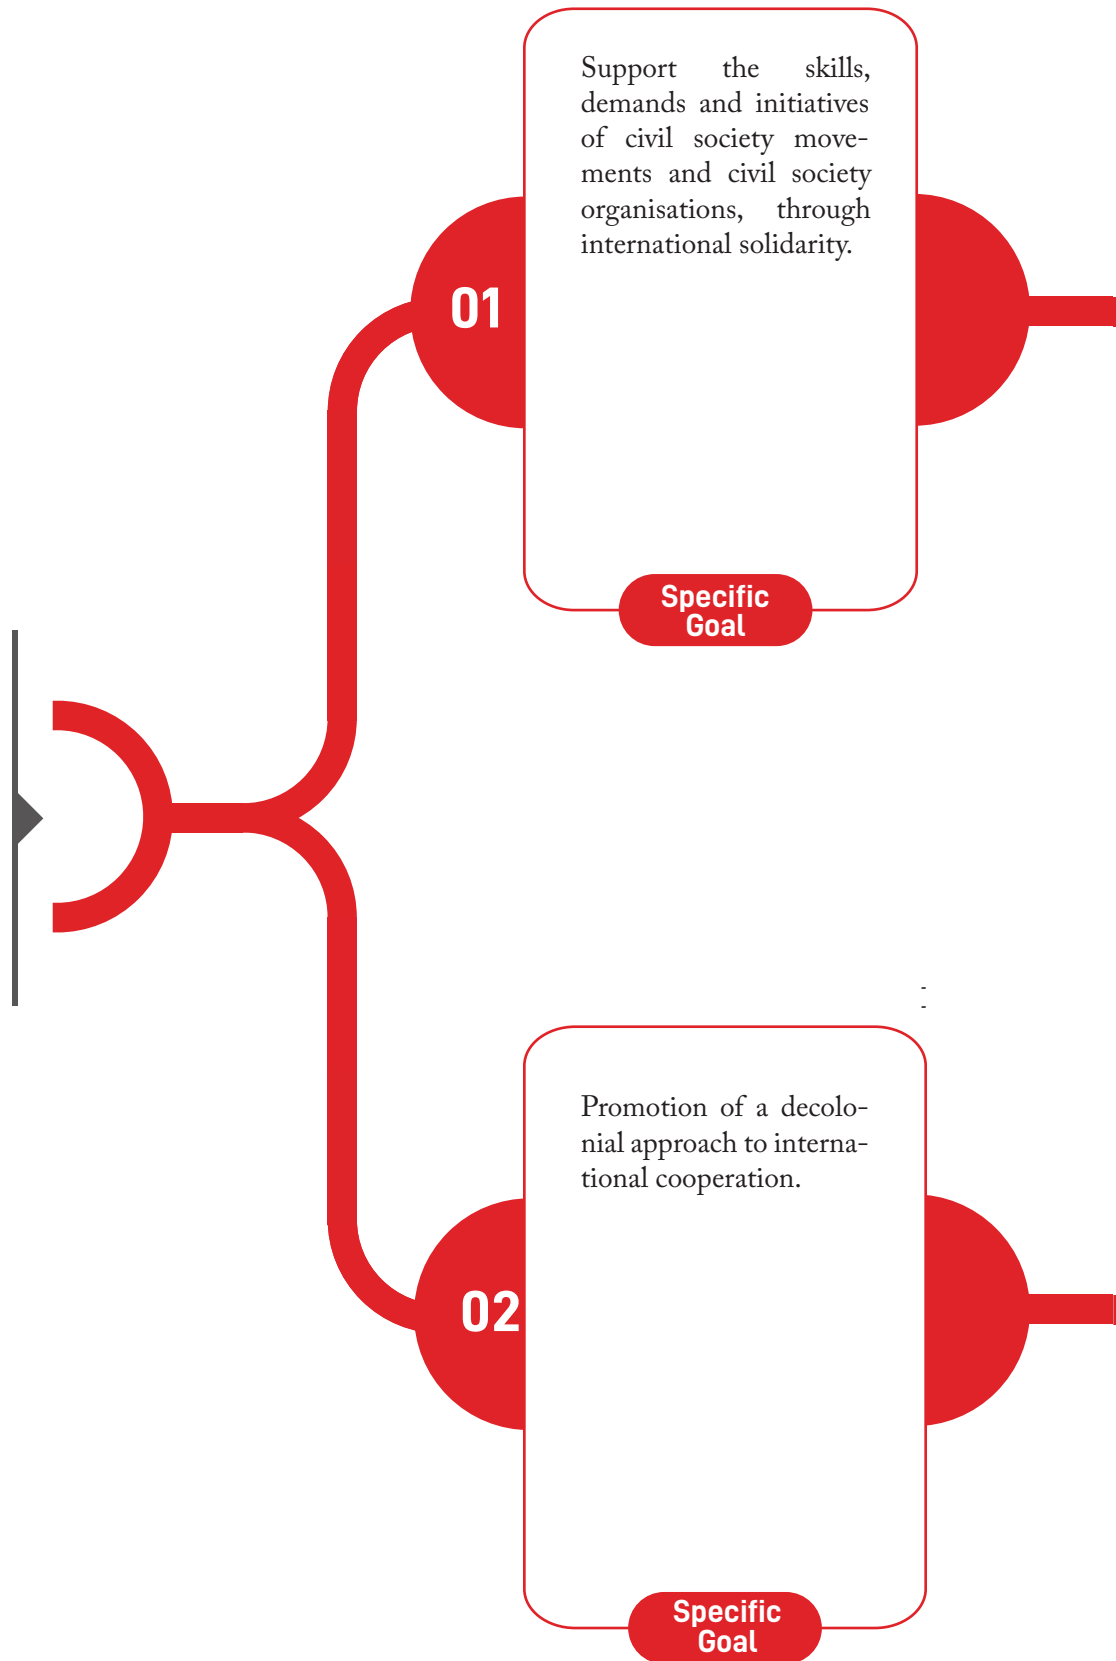 Support the skills,
demands and initiatives
of civil society move-
ments and civil society
organisations, through
international solidarity.
01
Specific
Goal
-
-
Promotion of a decolo-
nial approach to interna-
tional cooperation.
02
Specific
Goal